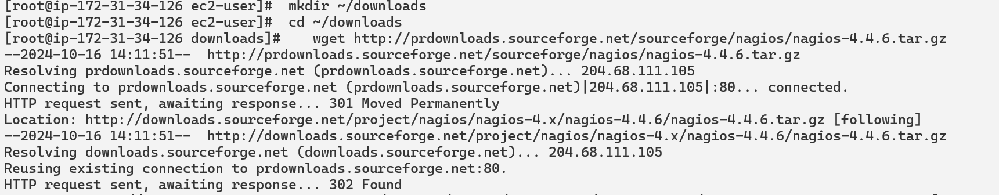 [root@ip-172-31-34-126 ec2-user]#  mkdir ~/downloads
[root@ip-172-31-34-126 ec2-user]#  cd ~/downloads
[root@ip-172-31-34-126 downloads]#    wget http://prdownloads.sourceforge.net/sourceforge/nagios/nagios-4.4.6.tar.gz
--2024-10-16 14:11:51--  http://prdownloads.sourceforge.net/sourceforge/nagios/nagios-4.4.6.tar.gz
Resolving prdownloads.sourceforge.net (prdownloads.sourceforge.net)... 204.68.111.105
Connecting to prdownloads.sourceforge.net (prdownloads.sourceforge.net)|204.68.111.105|:80... connected.
HTTP request sent, awaiting response... 301 Moved Permanently
Location: http://downloads.sourceforge.net/project/nagios/nagios-4.x/nagios-4.4.6/nagios-4.4.6.tar.gz [following]
--2024-10-16 14:11:51--  http://downloads.sourceforge.net/project/nagios/nagios-4.x/nagios-4.4.6/nagios-4.4.6.tar.gz
Resolving downloads.sourceforge.net (downloads.sourceforge.net)... 204.68.111.105
Reusing existing connection to prdownloads.sourceforge.net:80.
HTTP request sent, awaiting response... 302 Found